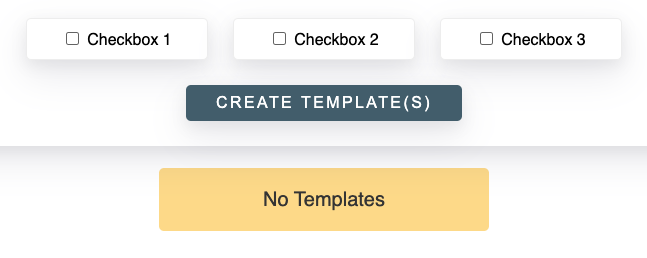 Checkbox 1 Checkbox 2 Checkbox 3
CREATE TEMPLATE(S)
No Templates